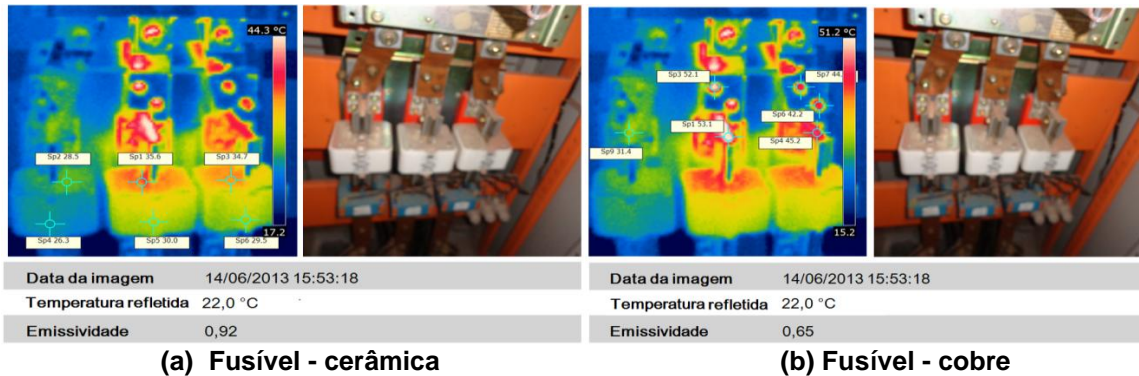 44.3 °C
Sp2 28.5
Sp1 35.6
Sp3 34.7
17.2
Sp4 26.3
Sp5 30.0
Sp6 29.5
Data da imagem 14/06/2013 15:53:18
Temperatura refletida 22,0 °C
Emissividade 0,92
(a) Fusível - cerâmica
51.2 °C
Sp3 52.1
Sp7 44.
Sp6 42.2
Sp1 53.1
Sp4 45.2
Sp9 31.4
15.2
Data da imagem 14/06/2013 15:53:18
Temperatura refletida 22,0 °C
Emissividade 0,65
(b) Fusível - cobre